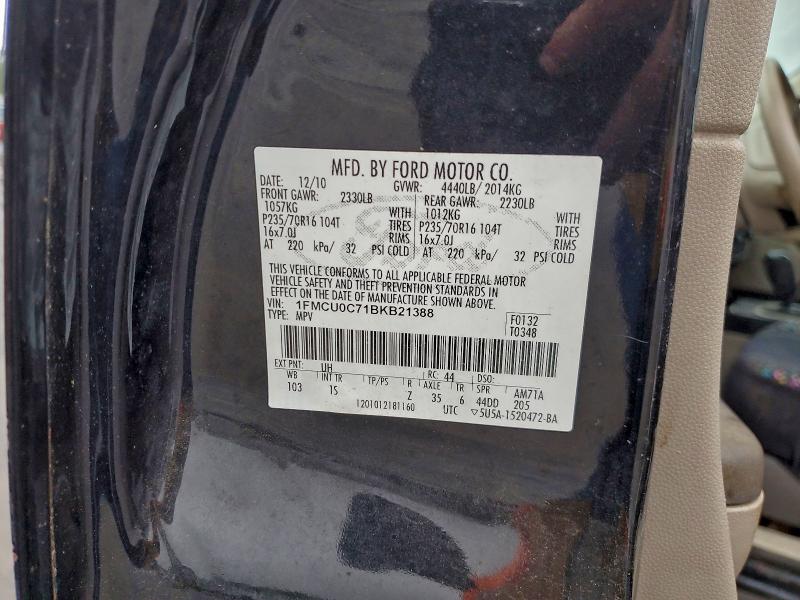 MFD. BY FORD MOTOR CO.
DATE: 12/10 GVWR: 4440LB/ 2014KG
FRONT GAWR: 2330LB REAR GAWR: 2230LB
1057KG WITH 1012KG WITH
P235/70R16 104T TIRES P235/70R16 104T TIRES
16x7.0J RIMS 16x7.0J RIMS
AT 220 kPa/ 32 PSI COLD AT 220 kPa/ 32 PSI COLD
THIS VEHICLE CONFORMS TO ALL APPLICABLE FEDERAL MOTOR
VEHICLE SAFETY AND THEFT PREVENTION STANDARDS IN
EFFECT ON THE DATE OF MANUFACTURE SHOWN ABOVE.
VIN: 1FMCU0C71BKB21388 F0132
TYPE: MPV T0348
EXT PNT: UH RC: 44 DSO:
WB INT TR TP/PS R AXLE TR SPR AM71A
103 1S Z 35 6 44DD 205
1201012181160 UTC ▽5U5A-1520472-BA